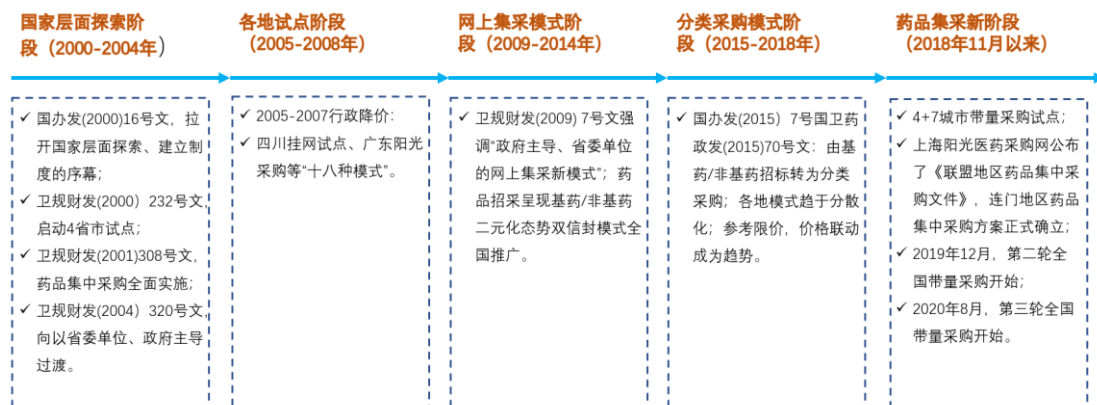 国家层面探索阶
段（2000-2004年）
✓ 国办发(2000)16号文，拉
开国家层面探索、建立制
度的序幕；
✓ 卫规财发(2000）232号文，
启动4省市试点；
✓ 卫规财发(2001)308号文，
药品集中采购全面实施；
✓ 卫规财发(2004）320号文，
向以省委单位、政府主导
过渡。
各地试点阶段
（2005-2008年）
✓ 2005-2007行政降价：
✓ 四川挂网试点、广东阳光
采购等“十八种模式”。
网上集采模式阶
段（2009-2014年）
✓ 卫规财发(2009) 7号文强
调“政府主导、省委单位
的网上集采新模式”；药
品招采呈现基药/非基药
二元化态势双信封模式全
国推广。
分类采购模式阶
段（2015-2018年）
✓ 国办发(2015）7号国卫药
政发(2015)70号文：由基
药/非基药招标转为分类
采购；各地模式趋于分散
化；参考限价，价格联动
成为趋势。
药品集采新阶段
（2018年11月以来）
✓ 4+7城市带量采购试点；
✓ 上海阳光医药采购网公布
了《联盟地区药品集中采
购文件》，连门地区药品
集中采购方案正式确立；
✓ 2019年12月，第二轮全
国带量采购开始；
✓ 2020年8月，第三轮全国
带量采购开始。